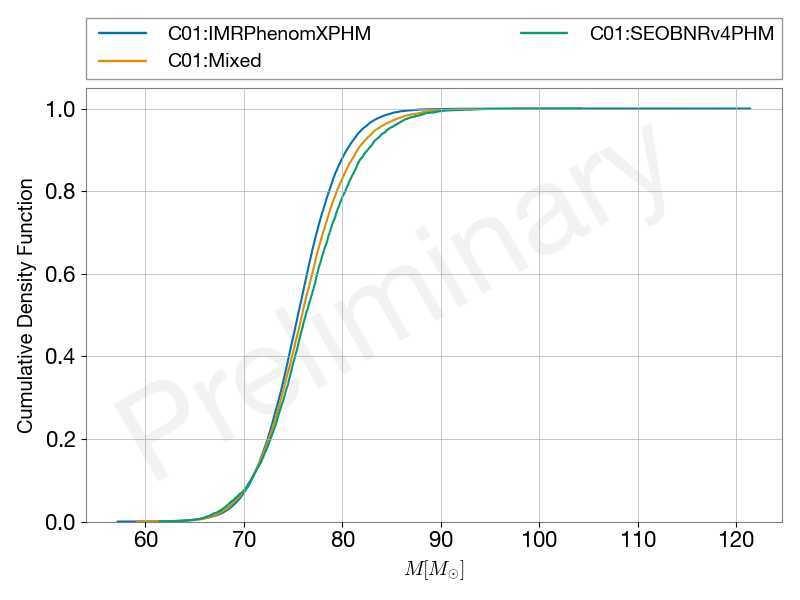 C01:IMRPhenomXPHM
C01:Mixed
C01:SEOBNRv4PHM
1.0
0.8
0.6
0.4
0.2
0.0
Cumulative Density Function
Preliminary
60 70 80 90 100 110 120
M[M⊙]